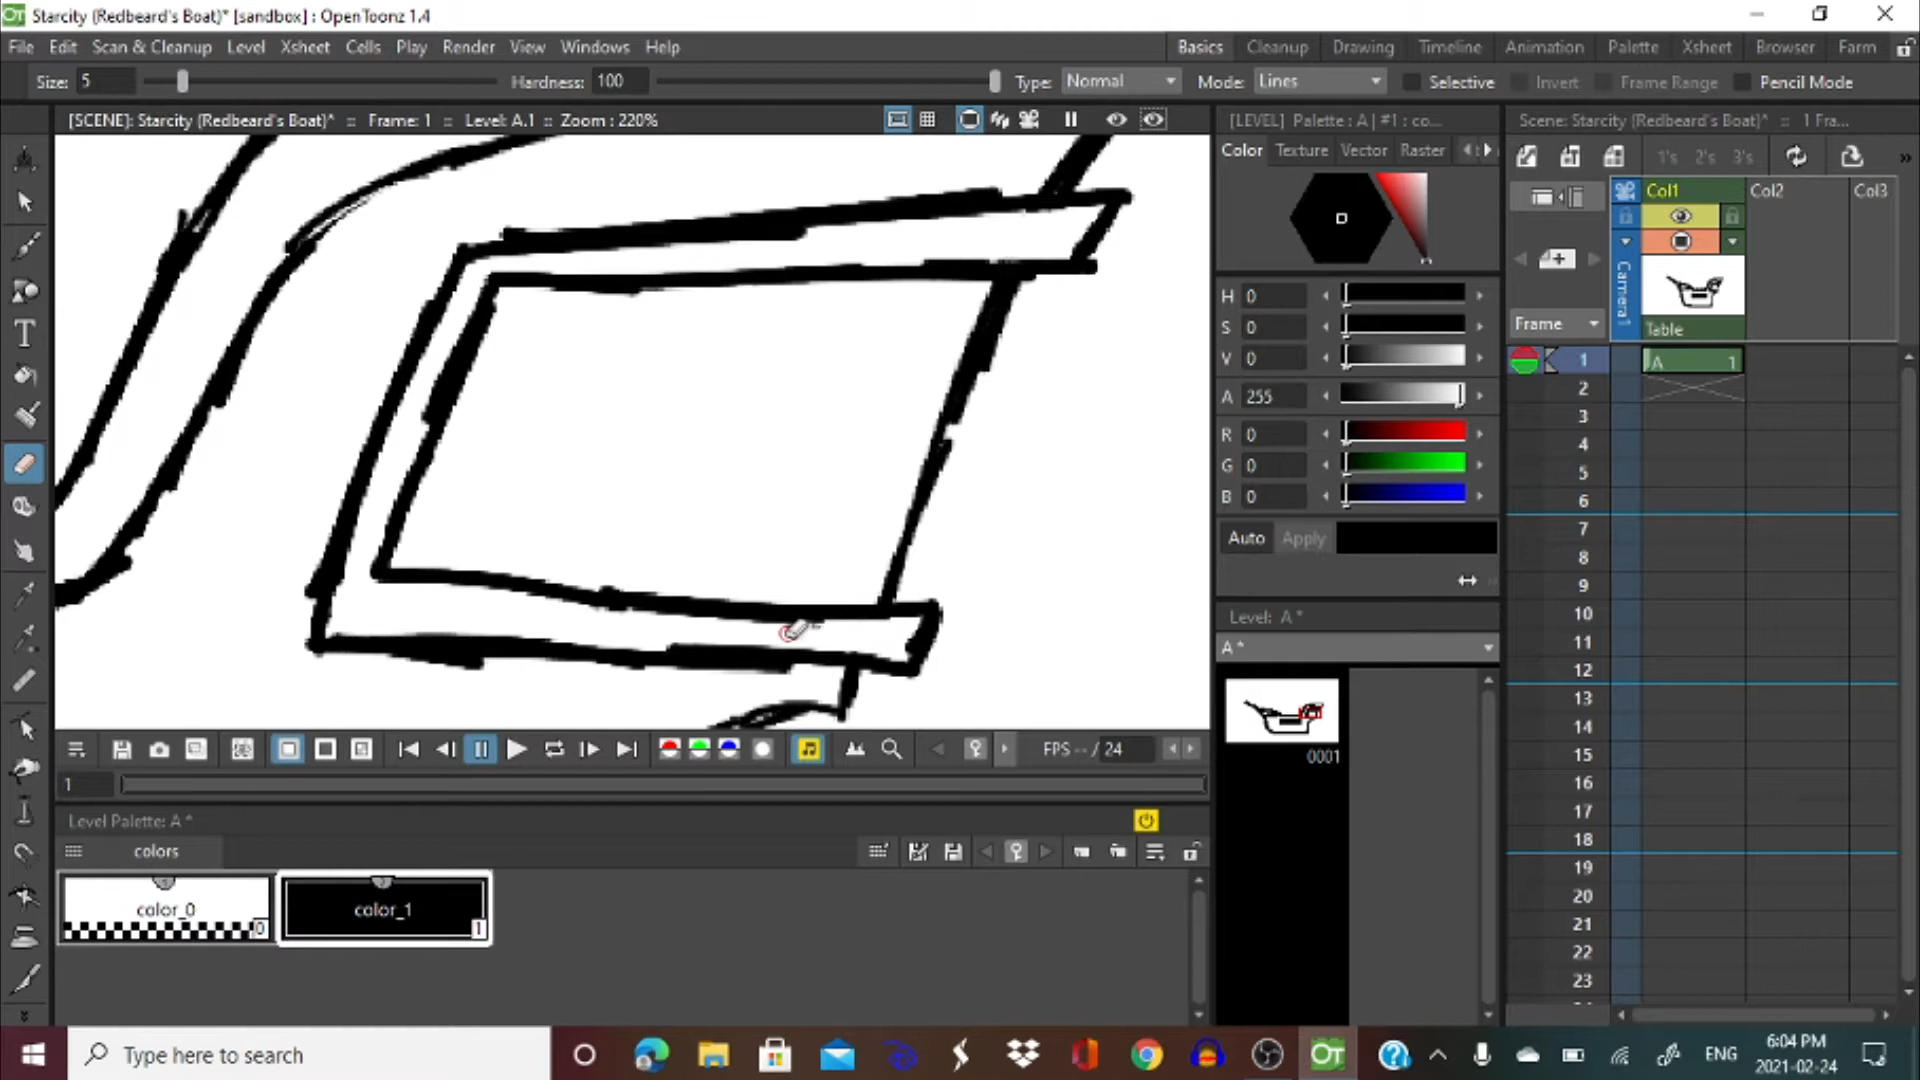 Starcity (Redbeard's Boat)* [sandbox] : OpenToonz 1.4
File Edit Scan & Cleanup Level Xsheet Cells Play Render View Windows Help
Basics Cleanup Drawing Timeline Animation Palette Xsheet Browser Farm
Size: 5 Hardness: 100 Type: Normal Mode: Lines Selective Invert Frame Range Pencil Mode
[SCENE]: Starcity (Redbeard's Boat)* :: Frame: 1 :: Level: A.1 :: Zoom : 220%
[LEVEL] Palette : A | #1 : co...
Scene: Starcity (Redbeard's Boat)* :: 1 Fra...
Color Texture Vector Raster
1's 2's 3's
Col1 Col2 Col3
H 0
S 0
V 0
A 255
R 0
G 0
B 0
Auto Apply
Camera1
Frame
Table
A 1
1
2
3
4
5
6
7
8
9
10
11
12
13
14
15
16
17
18
19
20
21
22
23
Level: A *
A *
0001
FPS -- / 24
1
Level Palette: A *
colors
color_0 0
color_1 1
Type here to search
OT
ENG
6:04 PM
2021-02-24